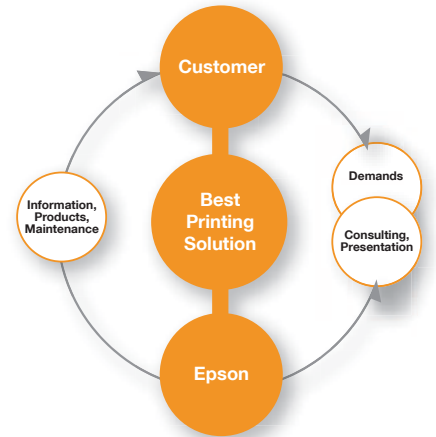 Customer
Demands
Information,
Products,
Maintenance
Best
Printing
Solution
Consulting,
Presentation
Epson